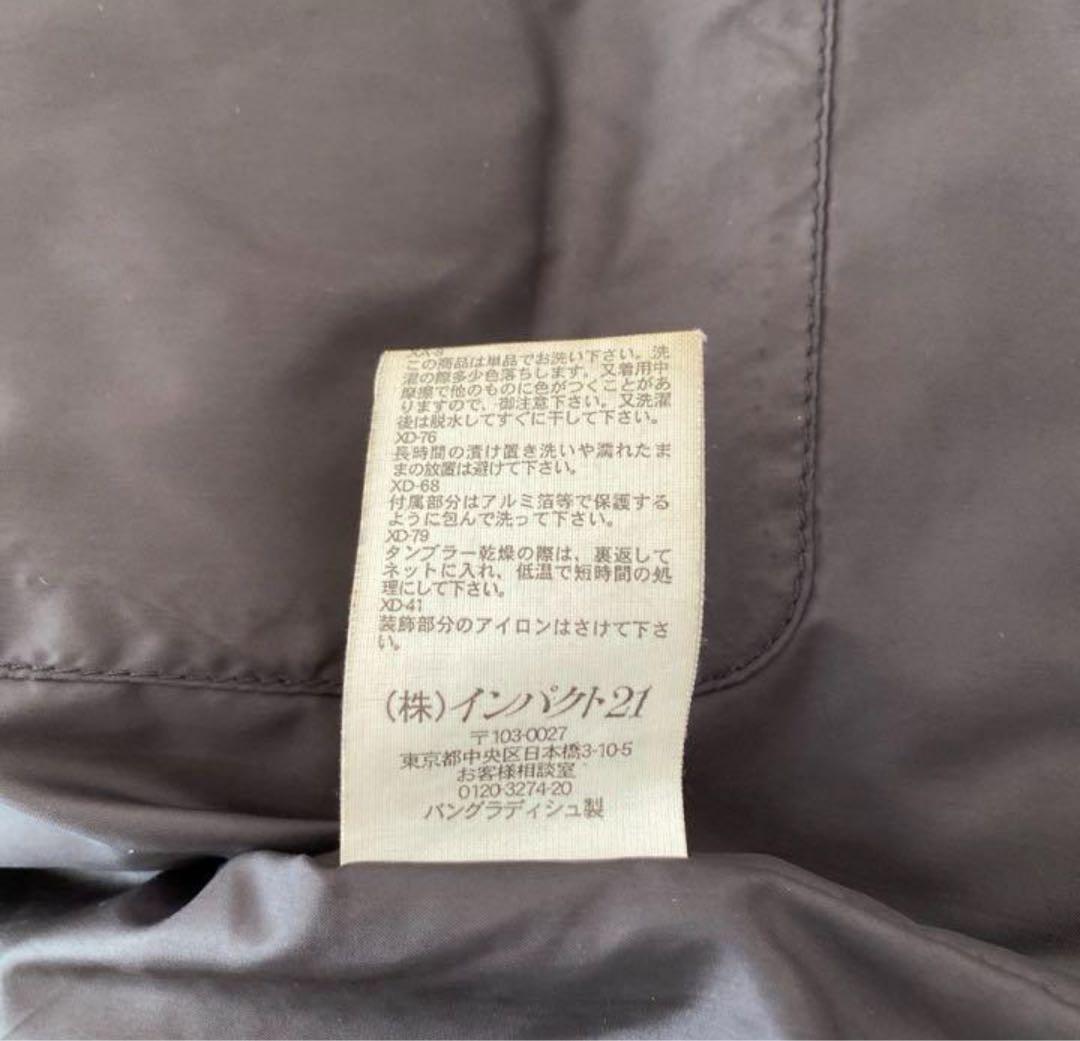 XX-8
この商品は単品でお洗い下さい。洗
濯の際多少色落ちします。又着用中
摩擦で他のものに色がつくことがあ
りますので、御注意下さい。又洗濯
後は脱水してすぐに干して下さい。
XD-76
長時間の漬け置き洗いや濡れたま
まの放置は避けて下さい。
XD-68
付属部分はアルミ箔等で保護する
ように包んで洗って下さい。
XD-79
タンブラー乾燥の際は、裏返して
ネットに入れ、低温で短時間の処
理にして下さい。
XD-41
装飾部分のアイロンはさけて下さ
い。
(株)インパクト21
〒103-0027
東京都中央区日本橋3-10-5
お客様相談室
0120-3274-20
バングラディシュ製